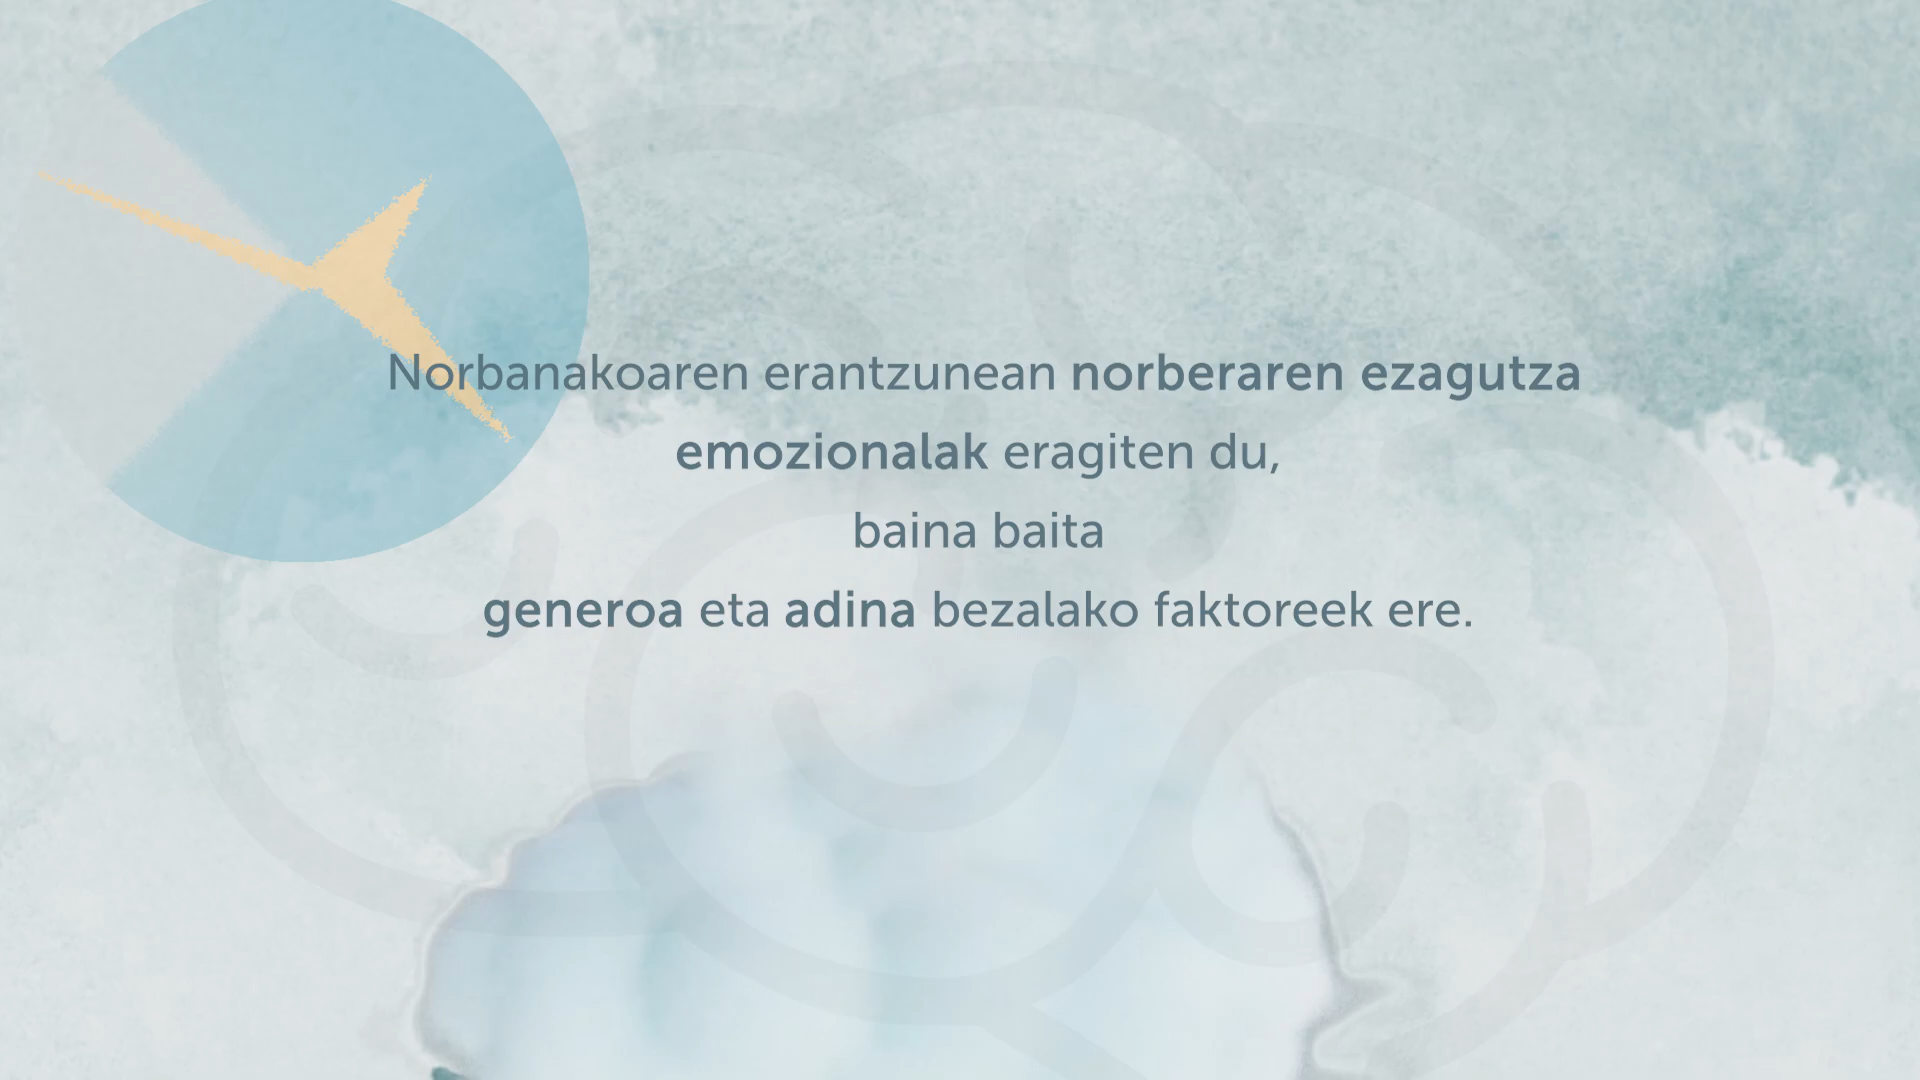 Norbanakoaren erantzunean norberaren ezagutza
emozionalak eragiten du,
baina baita
generoa eta adina bezalako faktoreek ere.